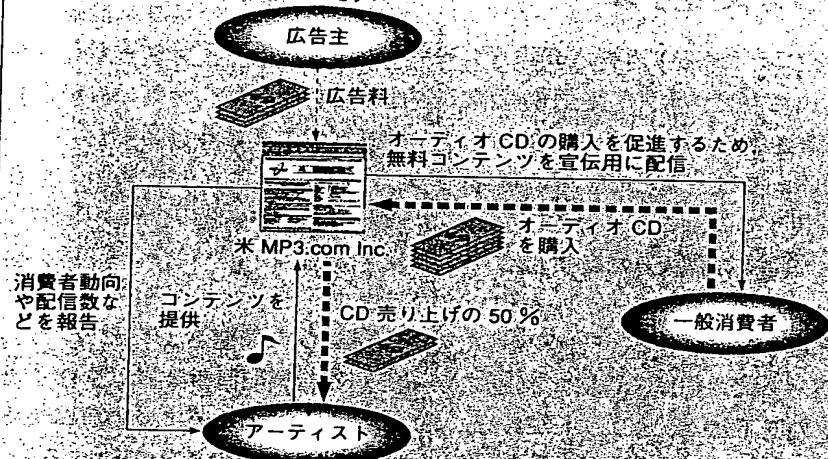 広告主
広告料
オーディオCDの購入を促進するため
無料コンテンツを宣伝用に配信
米 MP3.com Inc.
オーディオCD
を購入
消費者動向
や配信数な
どを報告
コンテンツを
提供
CD 売り上げの 50 %
一般消費者
アーティスト